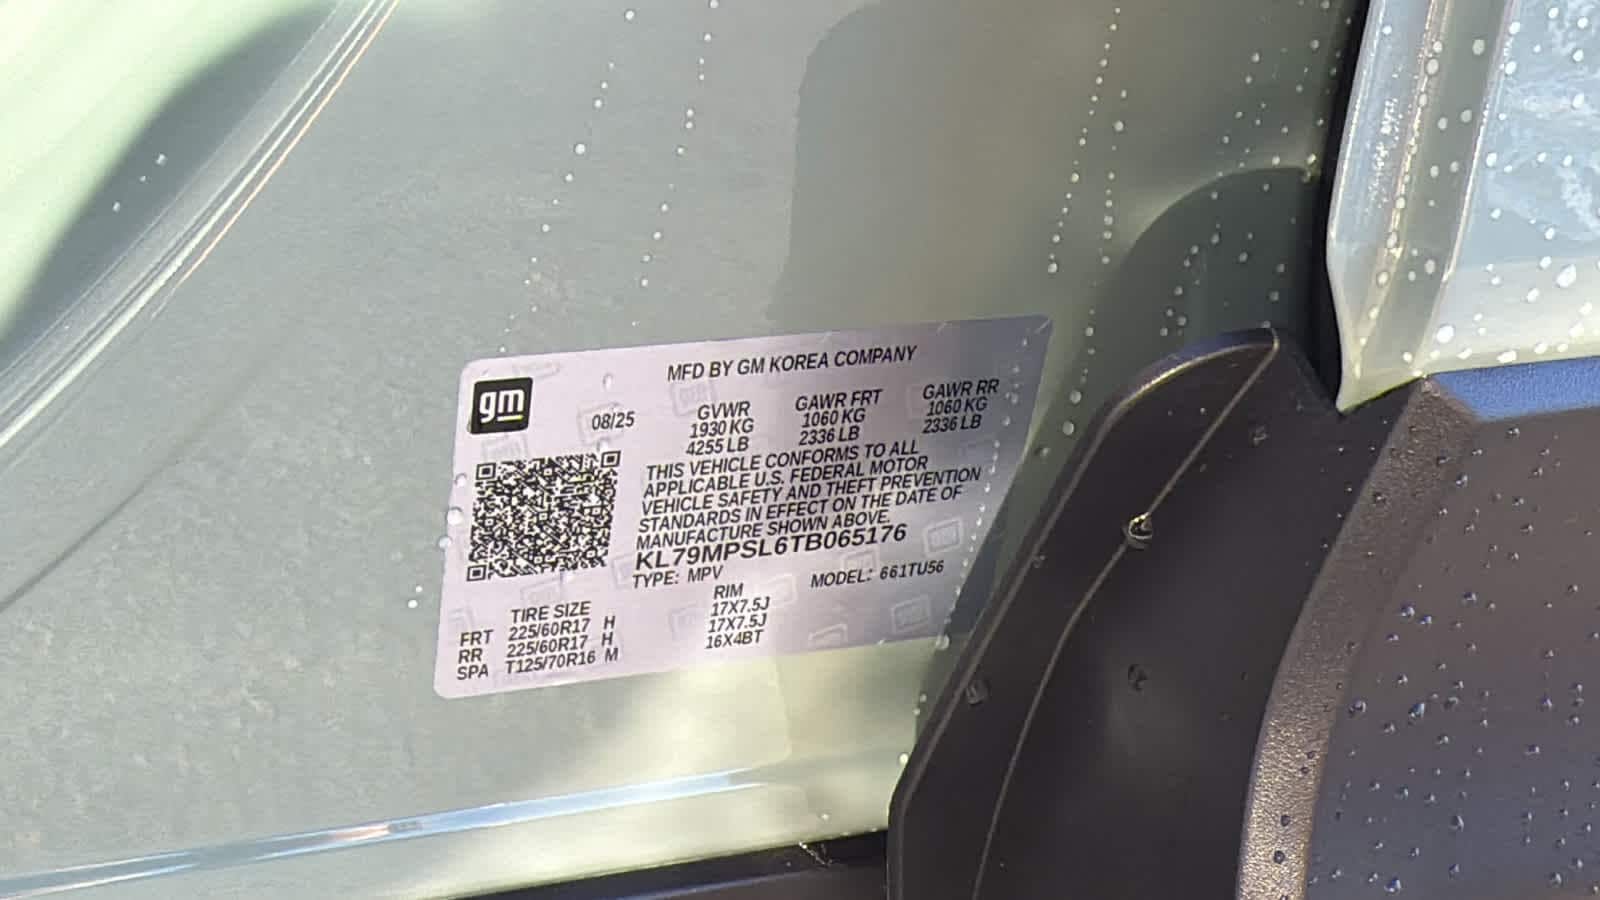 MFD BY GM KOREA COMPANY
gm
08/25
GVWR GAWR FRT GAWR RR
1930 KG 1060 KG 1060 KG
4255 LB 2336 LB 2336 LB
THIS VEHICLE CONFORMS TO ALL
APPLICABLE U.S. FEDERAL MOTOR
VEHICLE SAFETY AND THEFT PREVENTION
STANDARDS IN EFFECT ON THE DATE OF
MANUFACTURE SHOWN ABOVE.
KL79MPSL6TB065176
TYPE: MPV MODEL: 661TU56
TIRE SIZE RIM
FRT 225/60R17 H 17X7.5J
RR 225/60R17 H 17X7.5J
SPA T125/70R16 M 16X4BT